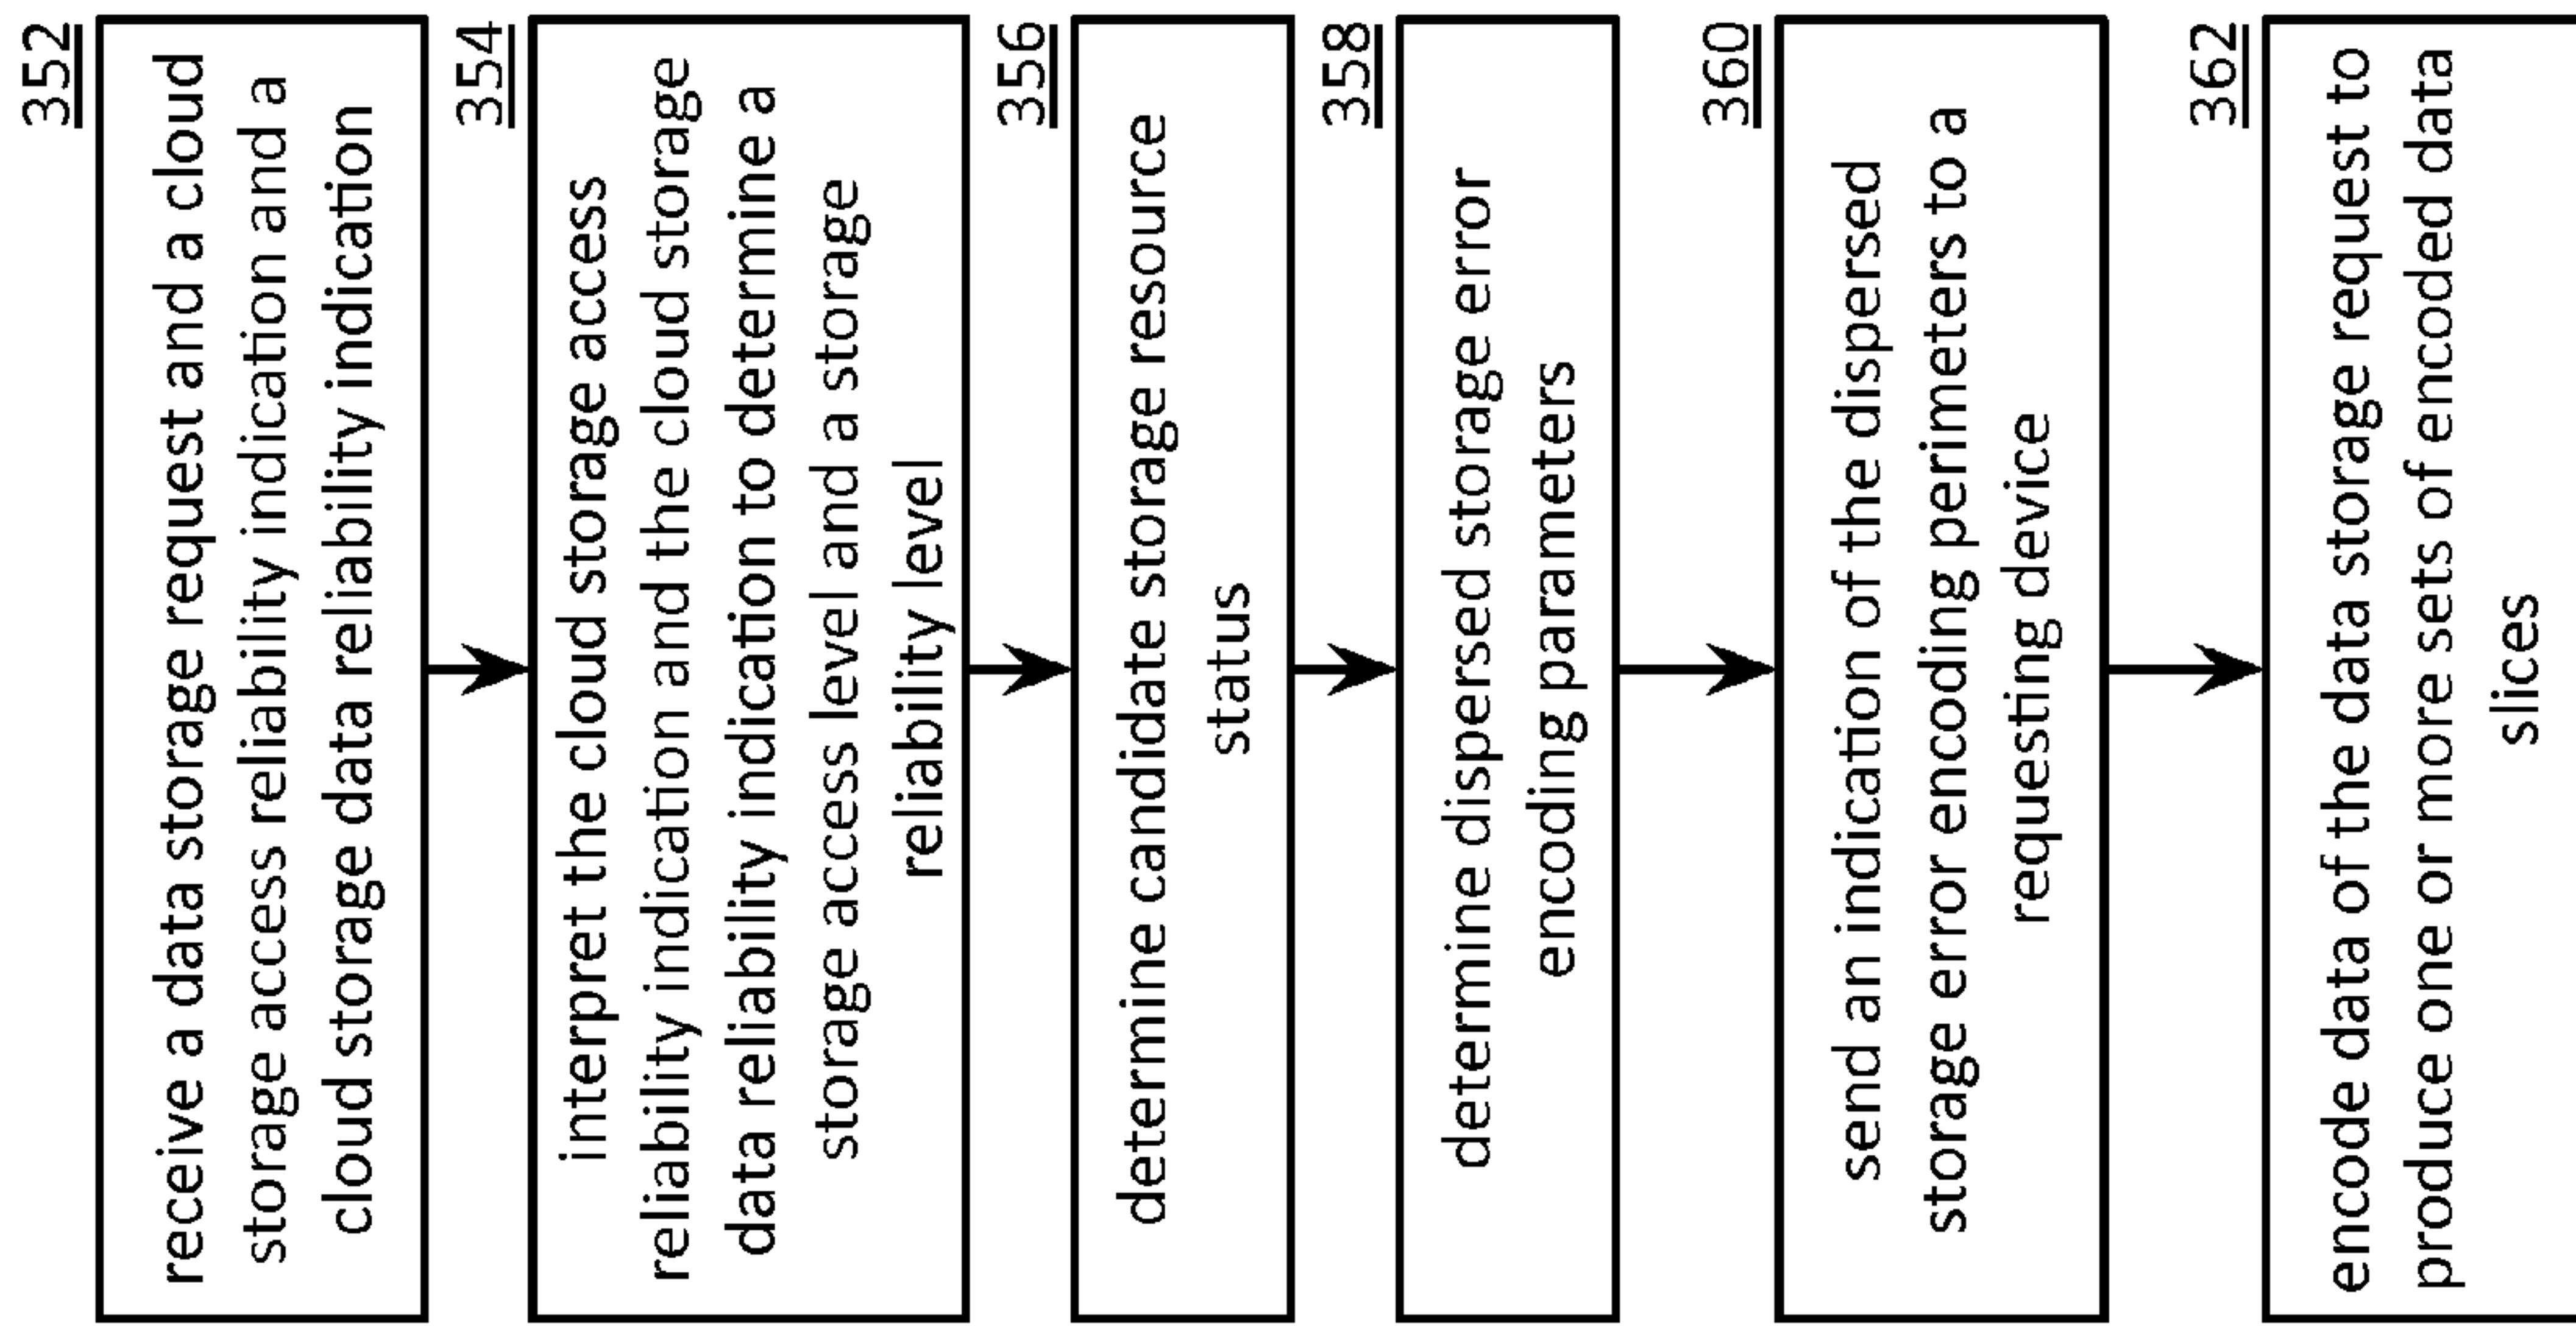 352
receive a data storage request and a cloud
storage access reliability indication and a
cloud storage data reliability indication
354
interpret the cloud storage access
reliability indication and the cloud storage
data reliability indication to determine a
storage access level and a storage
reliability level
356
determine candidate storage resource
status
358
determine dispersed storage error
encoding parameters
360
send an indication of the dispersed
storage error encoding perimeters to a
requesting device
362
encode data of the data storage request to
produce one or more sets of encoded data
slices